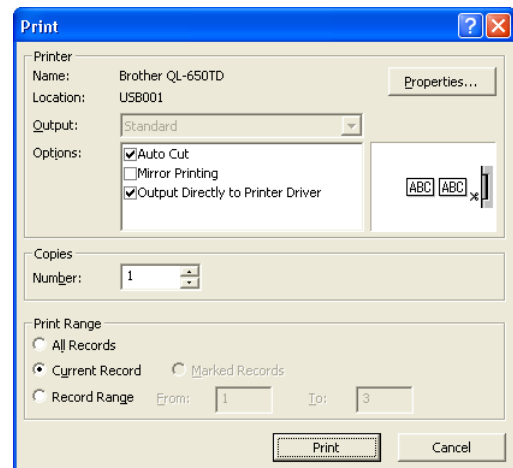 Print
Printer
Name: Brother QL-650TD
Properties...
Location: USB001
Output: Standard
Options: Auto Cut
Mirror Printing
Output Directly to Printer Driver
ABC ABC
Copies
Number: 1
Print Range
All Records
Current Record Marked Records
Record Range From: 1 To: 3
Print Cancel